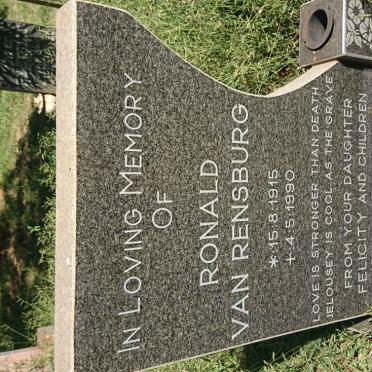 IN LOVING MEMORY
OF
RONALD
VAN RENSBURG
*15·8·1915
+4·5·1990
LOVE IS STRONGER THAN DEATH
JELOUSEY IS COOL AS THE GRAVE
FROM YOUR DAUGHTER
FELICITY AND CHILDREN